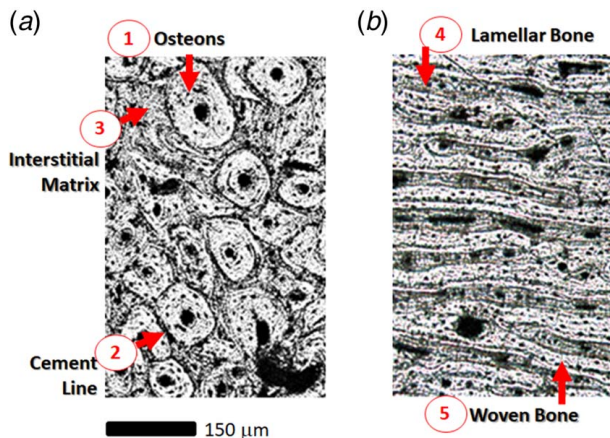 (a)
1 Osteons
3
Interstitial
Matrix
2
Cement
Line
150 μm
(b)
4 Lamellar Bone
5 Woven Bone